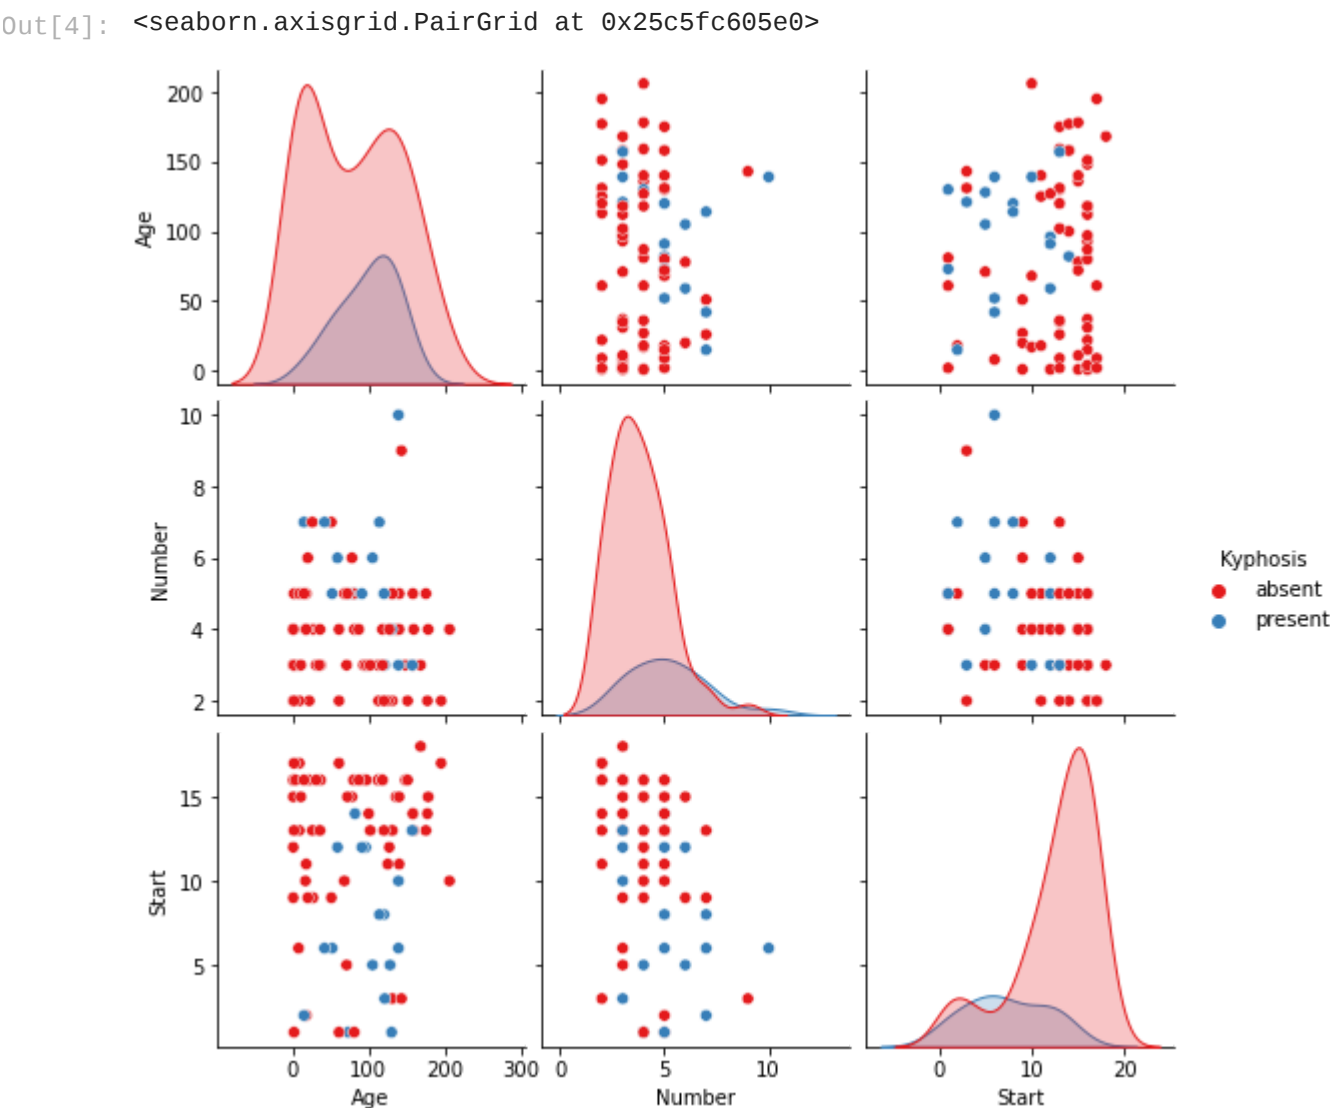 Out[4]: <seaborn.axisgrid.PairGrid at 0x25c5fc605e0>
200
150
100
50
0
Age
10
8
6
4
2
Number
Kyphosis
absent
present
15
10
5
Start
0 100 200 300 0 5 10 0 10 20
Age Number Start